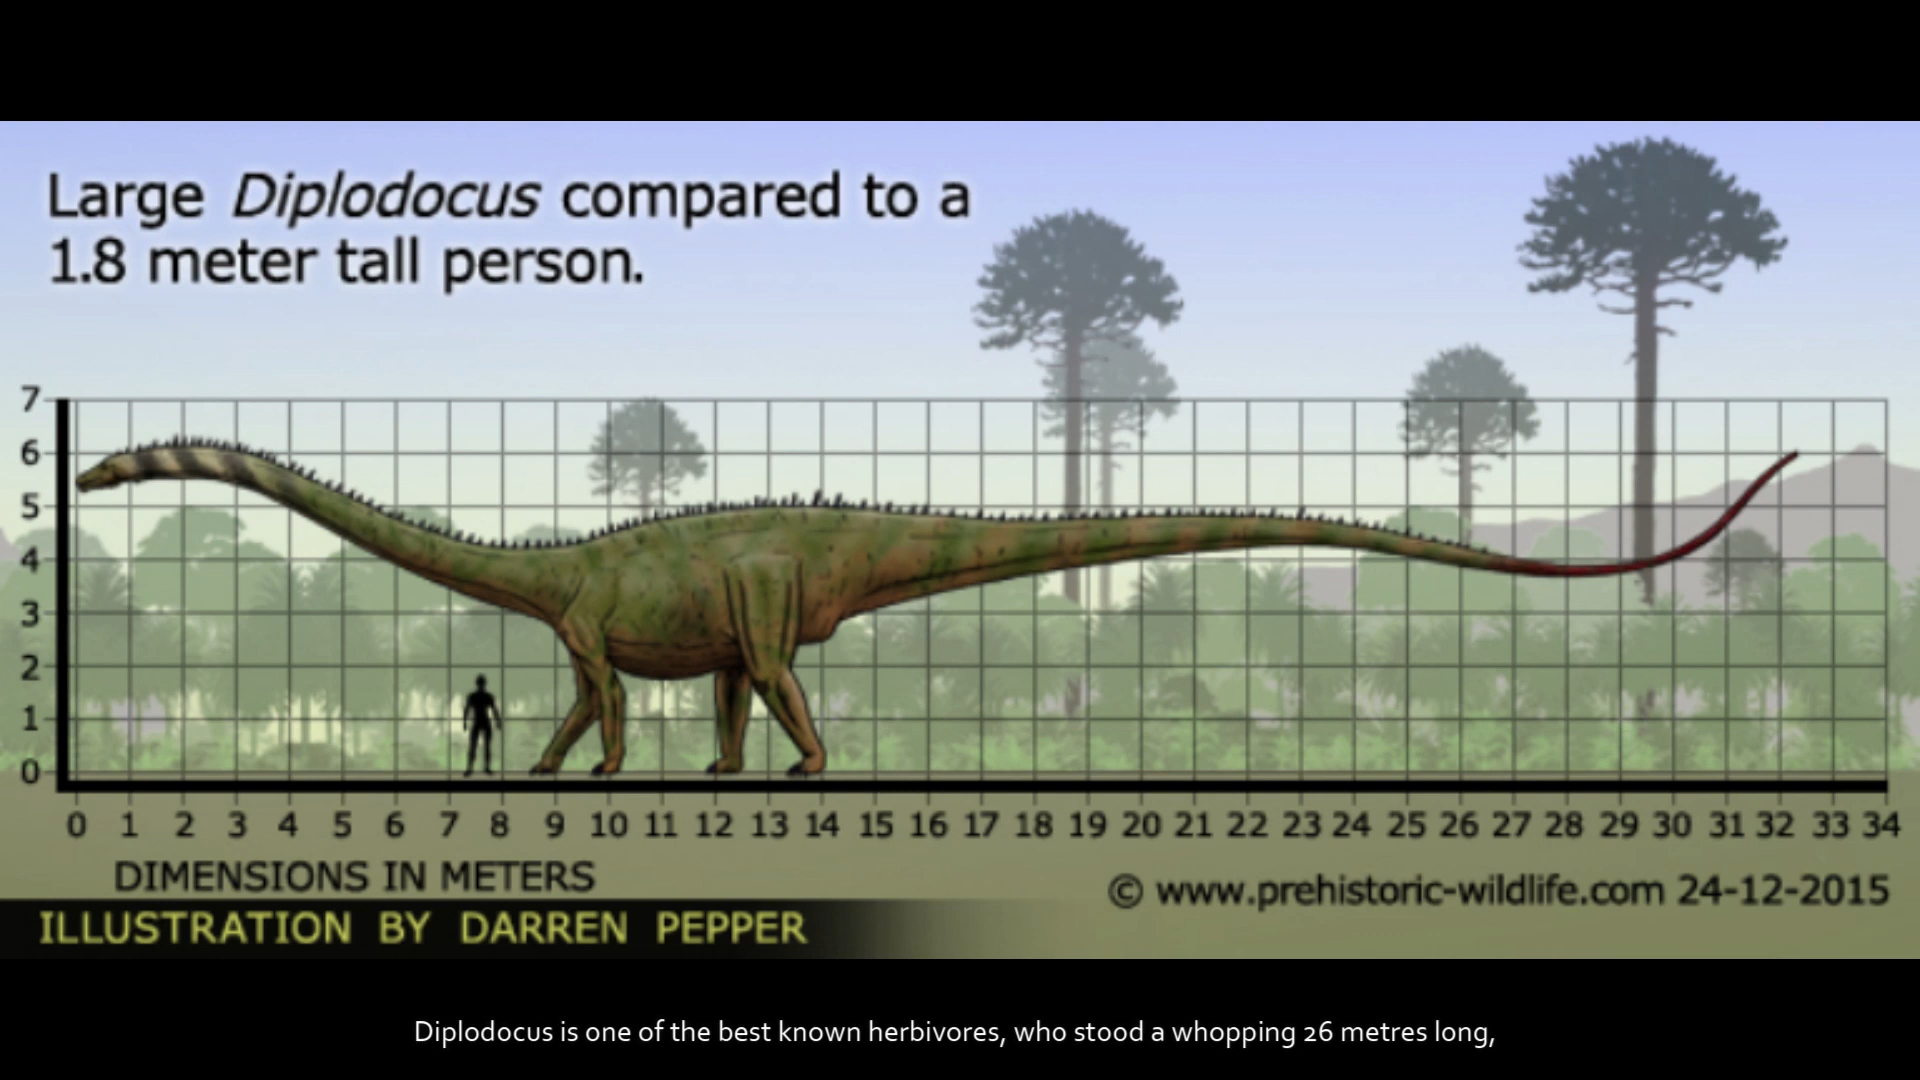 Large Diplodocus compared to a
1.8 meter tall person.
7
6
5
4
3
2
1
0
0 1 2 3 4 5 6 7 8 9 10 11 12 13 14 15 16 17 18 19 20 21 22 23 24 25 26 27 28 29 30 31 32 33 34
DIMENSIONS IN METERS
© www.prehistoric-wildlife.com 24-12-2015
ILLUSTRATION BY DARREN PEPPER
Diplodocus is one of the best known herbivores, who stood a whopping 26 metres long,